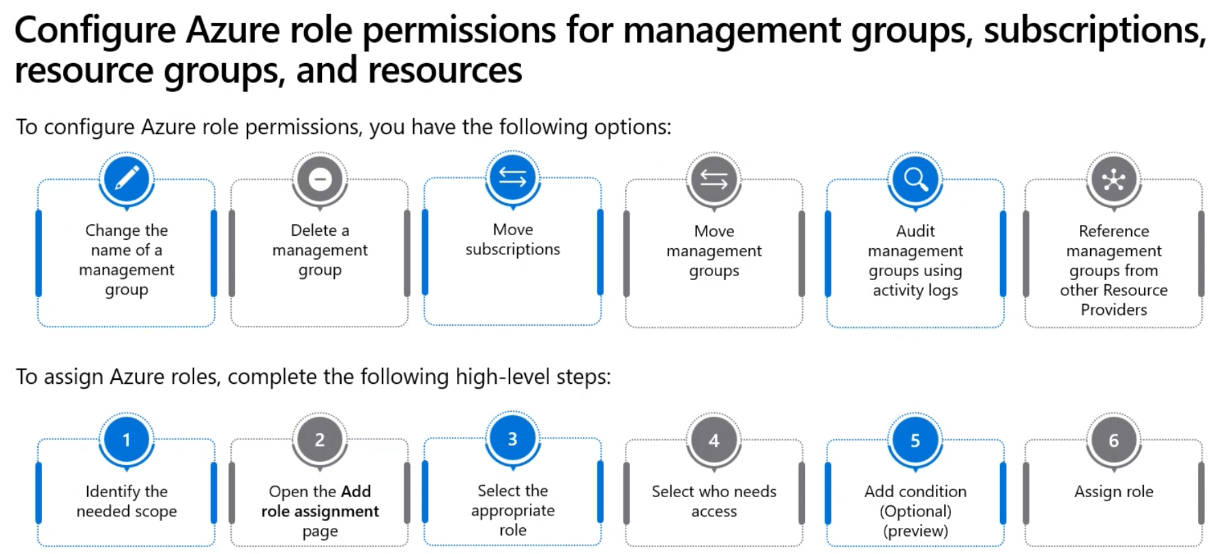 Configure Azure role permissions for management groups, subscriptions,
resource groups, and resources
To configure Azure role permissions, you have the following options:
Change the
name of a
management
group
Delete a
management
group
Move
subscriptions
Move
management
groups
Audit
management
groups using
activity logs
Reference
management
groups from
other Resource
Providers
To assign Azure roles, complete the following high-level steps:
1
Identify the
needed scope
2
Open the Add
role assignment
page
3
Select the
appropriate
role
4
Select who needs
access
5
Add condition
(Optional)
(preview)
6
Assign role